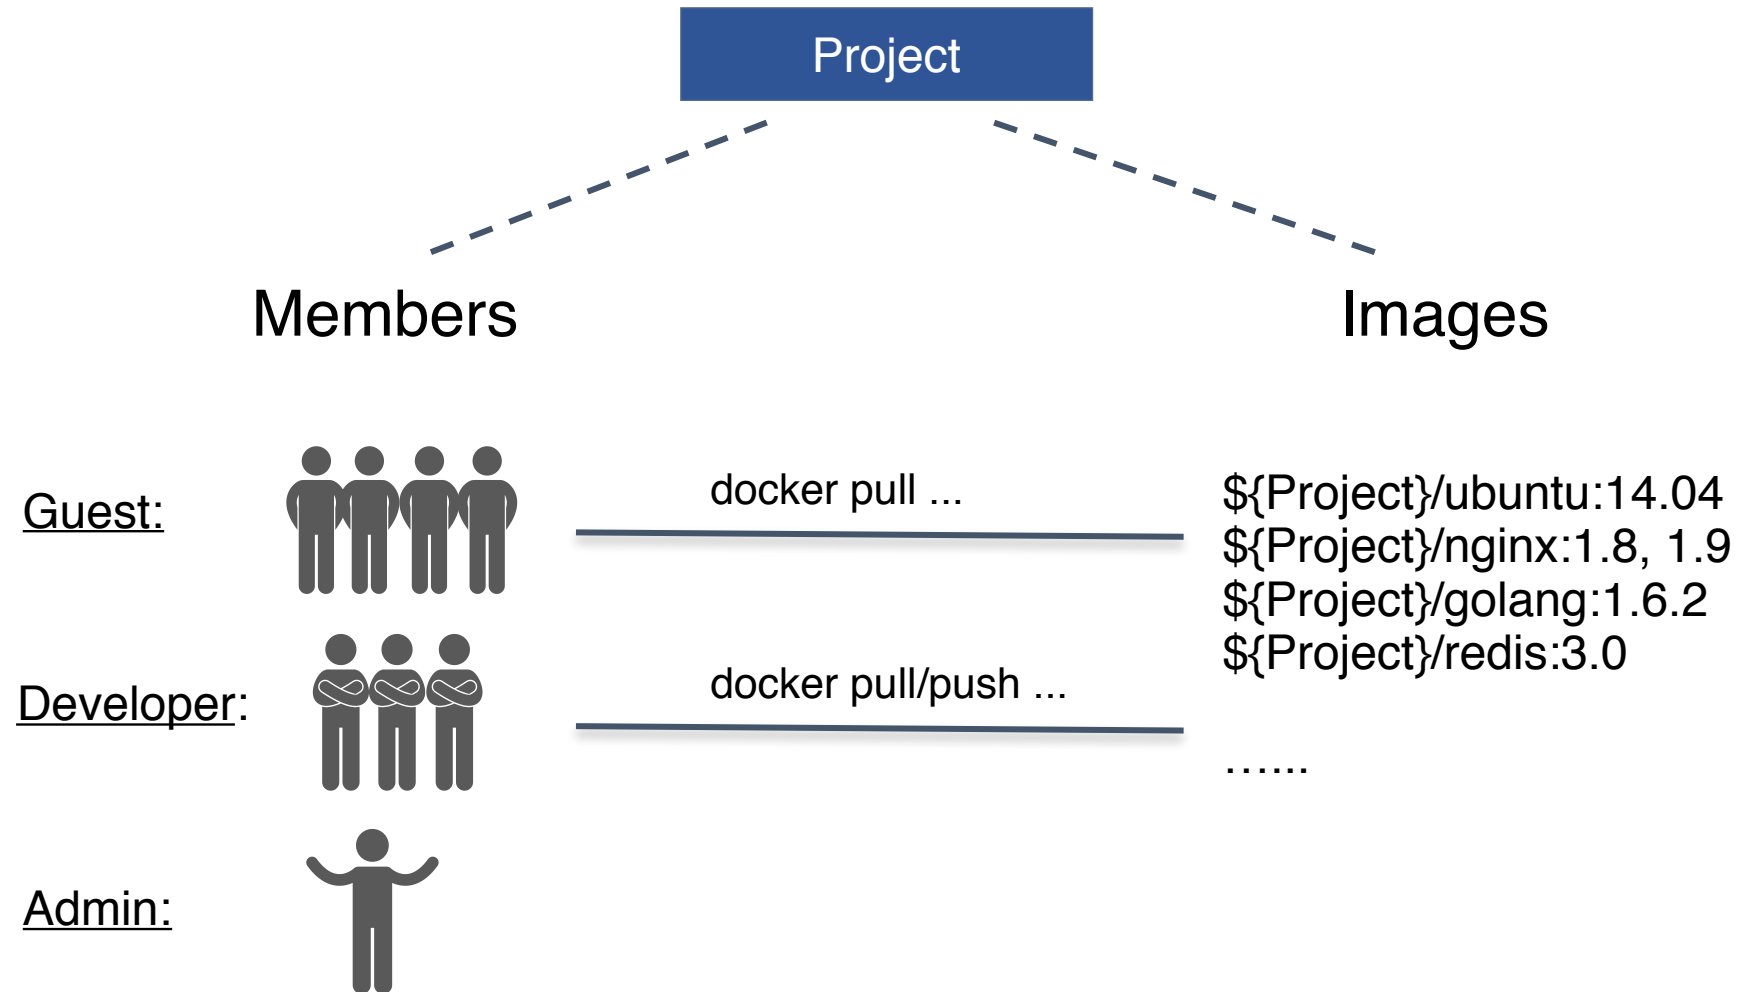 Project
Members
Images
Guest:
docker pull ...
${Project}/ubuntu:14.04
${Project}/nginx:1.8, 1.9
${Project}/golang:1.6.2
${Project}/redis:3.0
Developer:
docker pull/push ...
…...
Admin: